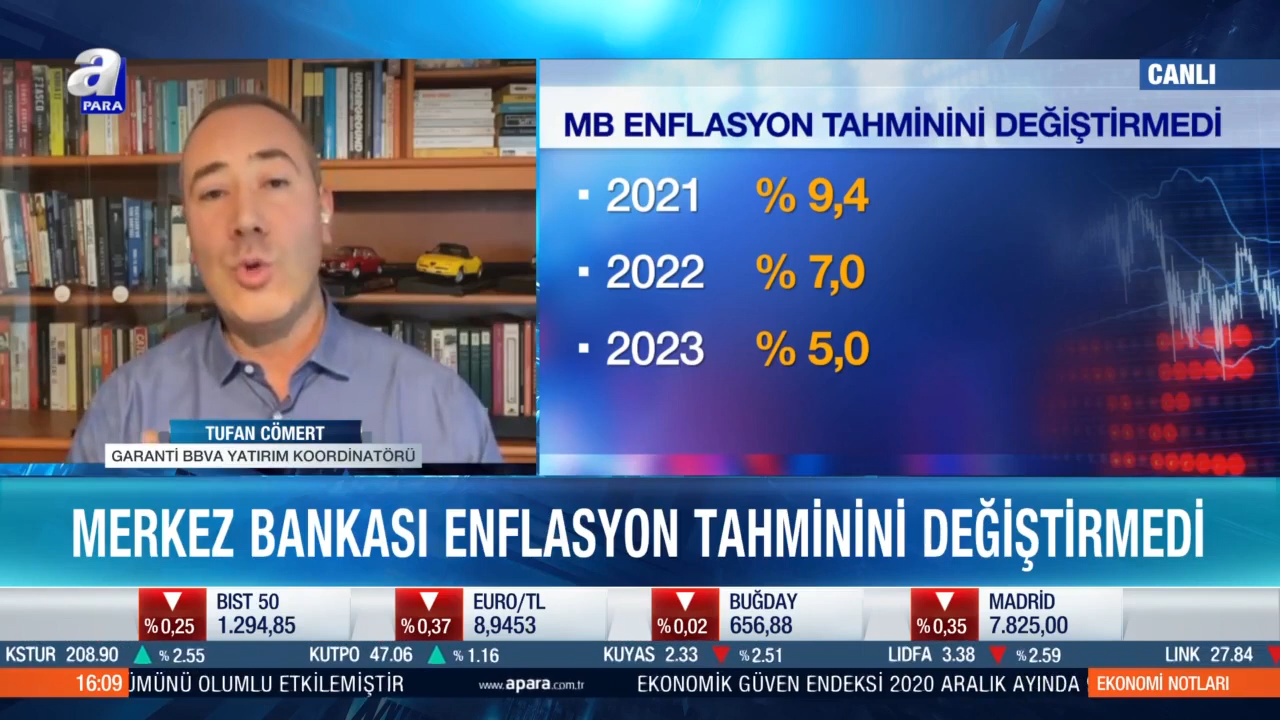 a
PARA
CANLI
MB ENFLASYON TAHMİNİNİ DEĞİŞTİRMEDİ
▪ 2021 % 9,4
▪ 2022 % 7,0
▪ 2023 % 5,0
FIASCO
UNDERGROUND
TUFAN CÖMERT
GARANTİ BBVA YATIRIM KOORDİNATÖRÜ
MERKEZ BANKASI ENFLASYON TAHMİNİNİ DEĞİŞTİRMEDİ
%0,25 BIST 50 1.294,85
%0,37 EURO/TL 8,9453
%0,02 BUĞDAY 656,88
%0,35 MADRİD 7.825,00
KSTUR 208.90 %2.55 KUTPO 47.06 %1.16 KUYAS 2.33 %2.51 LIDFA 3.38 %2.59 LINK 27.84
16:09 ÜMÜNÜ OLUMLU ETKİLEMİŞTİR www.apara.com.tr EKONOMİK GÜVEN ENDEKSİ 2020 ARALIK AYINDA EKONOMİ NOTLARI